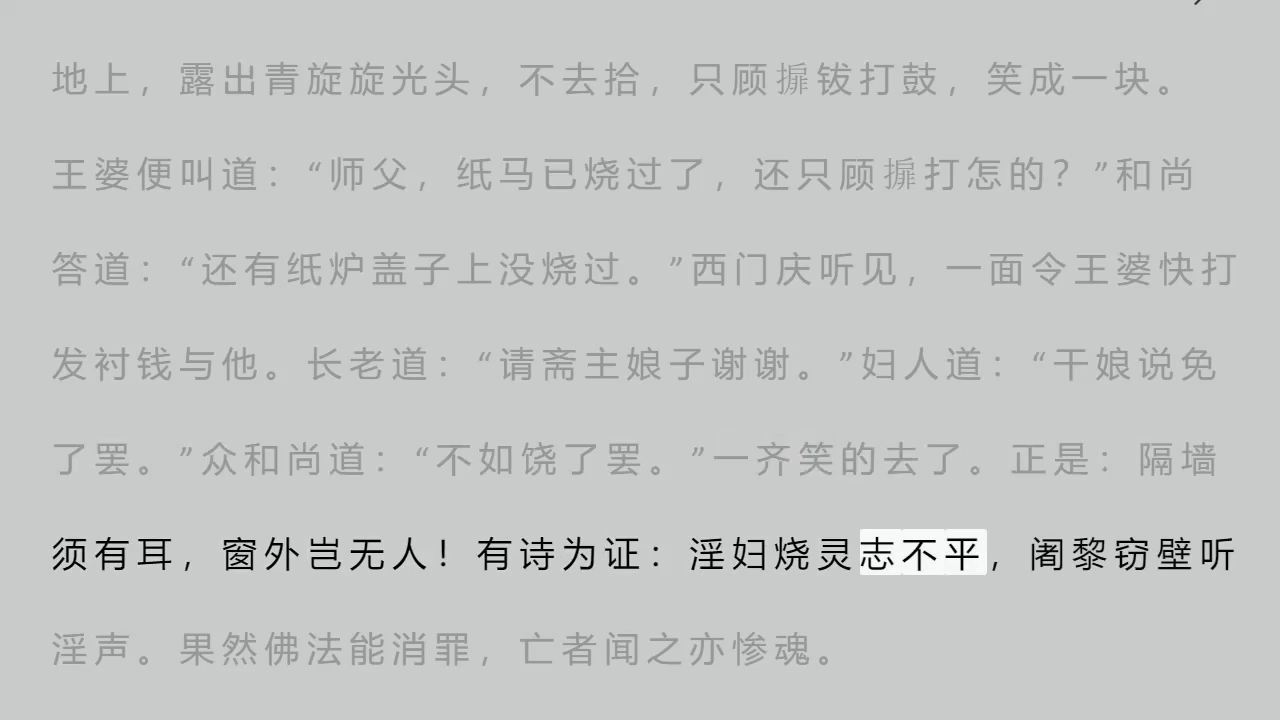 地上，露出青旋旋光头，不去拾，只顾㨰钹打鼓，笑成一块。
王婆便叫道：“师父，纸马已烧过了，还只顾㨰打怎的？”和尚
答道：“还有纸炉盖子上没烧过。”西门庆听见，一面令王婆快打
发衬钱与他。长老道：“请斋主娘子谢谢。”妇人道：“干娘说免
了罢。”众和尚道：“不如饶了罢。”一齐笑的去了。正是：隔墙
须有耳，窗外岂无人！有诗为证：淫妇烧灵志不平，阇黎窃壁听
淫声。果然佛法能消罪，亡者闻之亦惨魂。